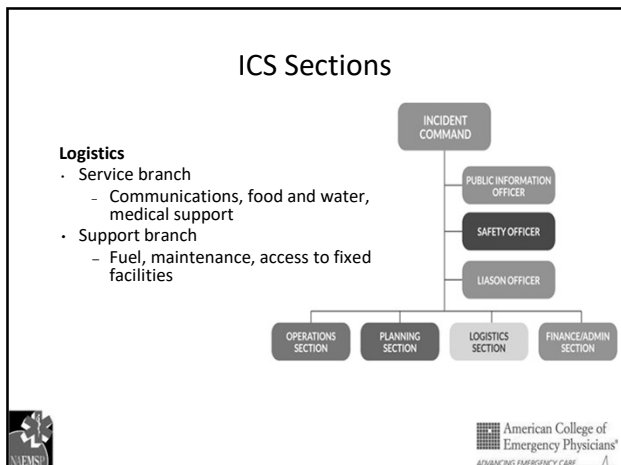 ICS Sections
Logistics
· Service branch
– Communications, food and water,
medical support
· Support branch
– Fuel, maintenance, access to fixed
facilities
INCIDENT
COMMAND
PUBLIC INFORMATION
OFFICER
SAFETY OFFICER
LIASON OFFICER
OPERATIONS
SECTION
PLANNING
SECTION
LOGISTICS
SECTION
FINANCE/ADMIN
SECTION
NAEMSP
American College of
Emergency Physicians®
ADVANCING EMERGENCY CARE